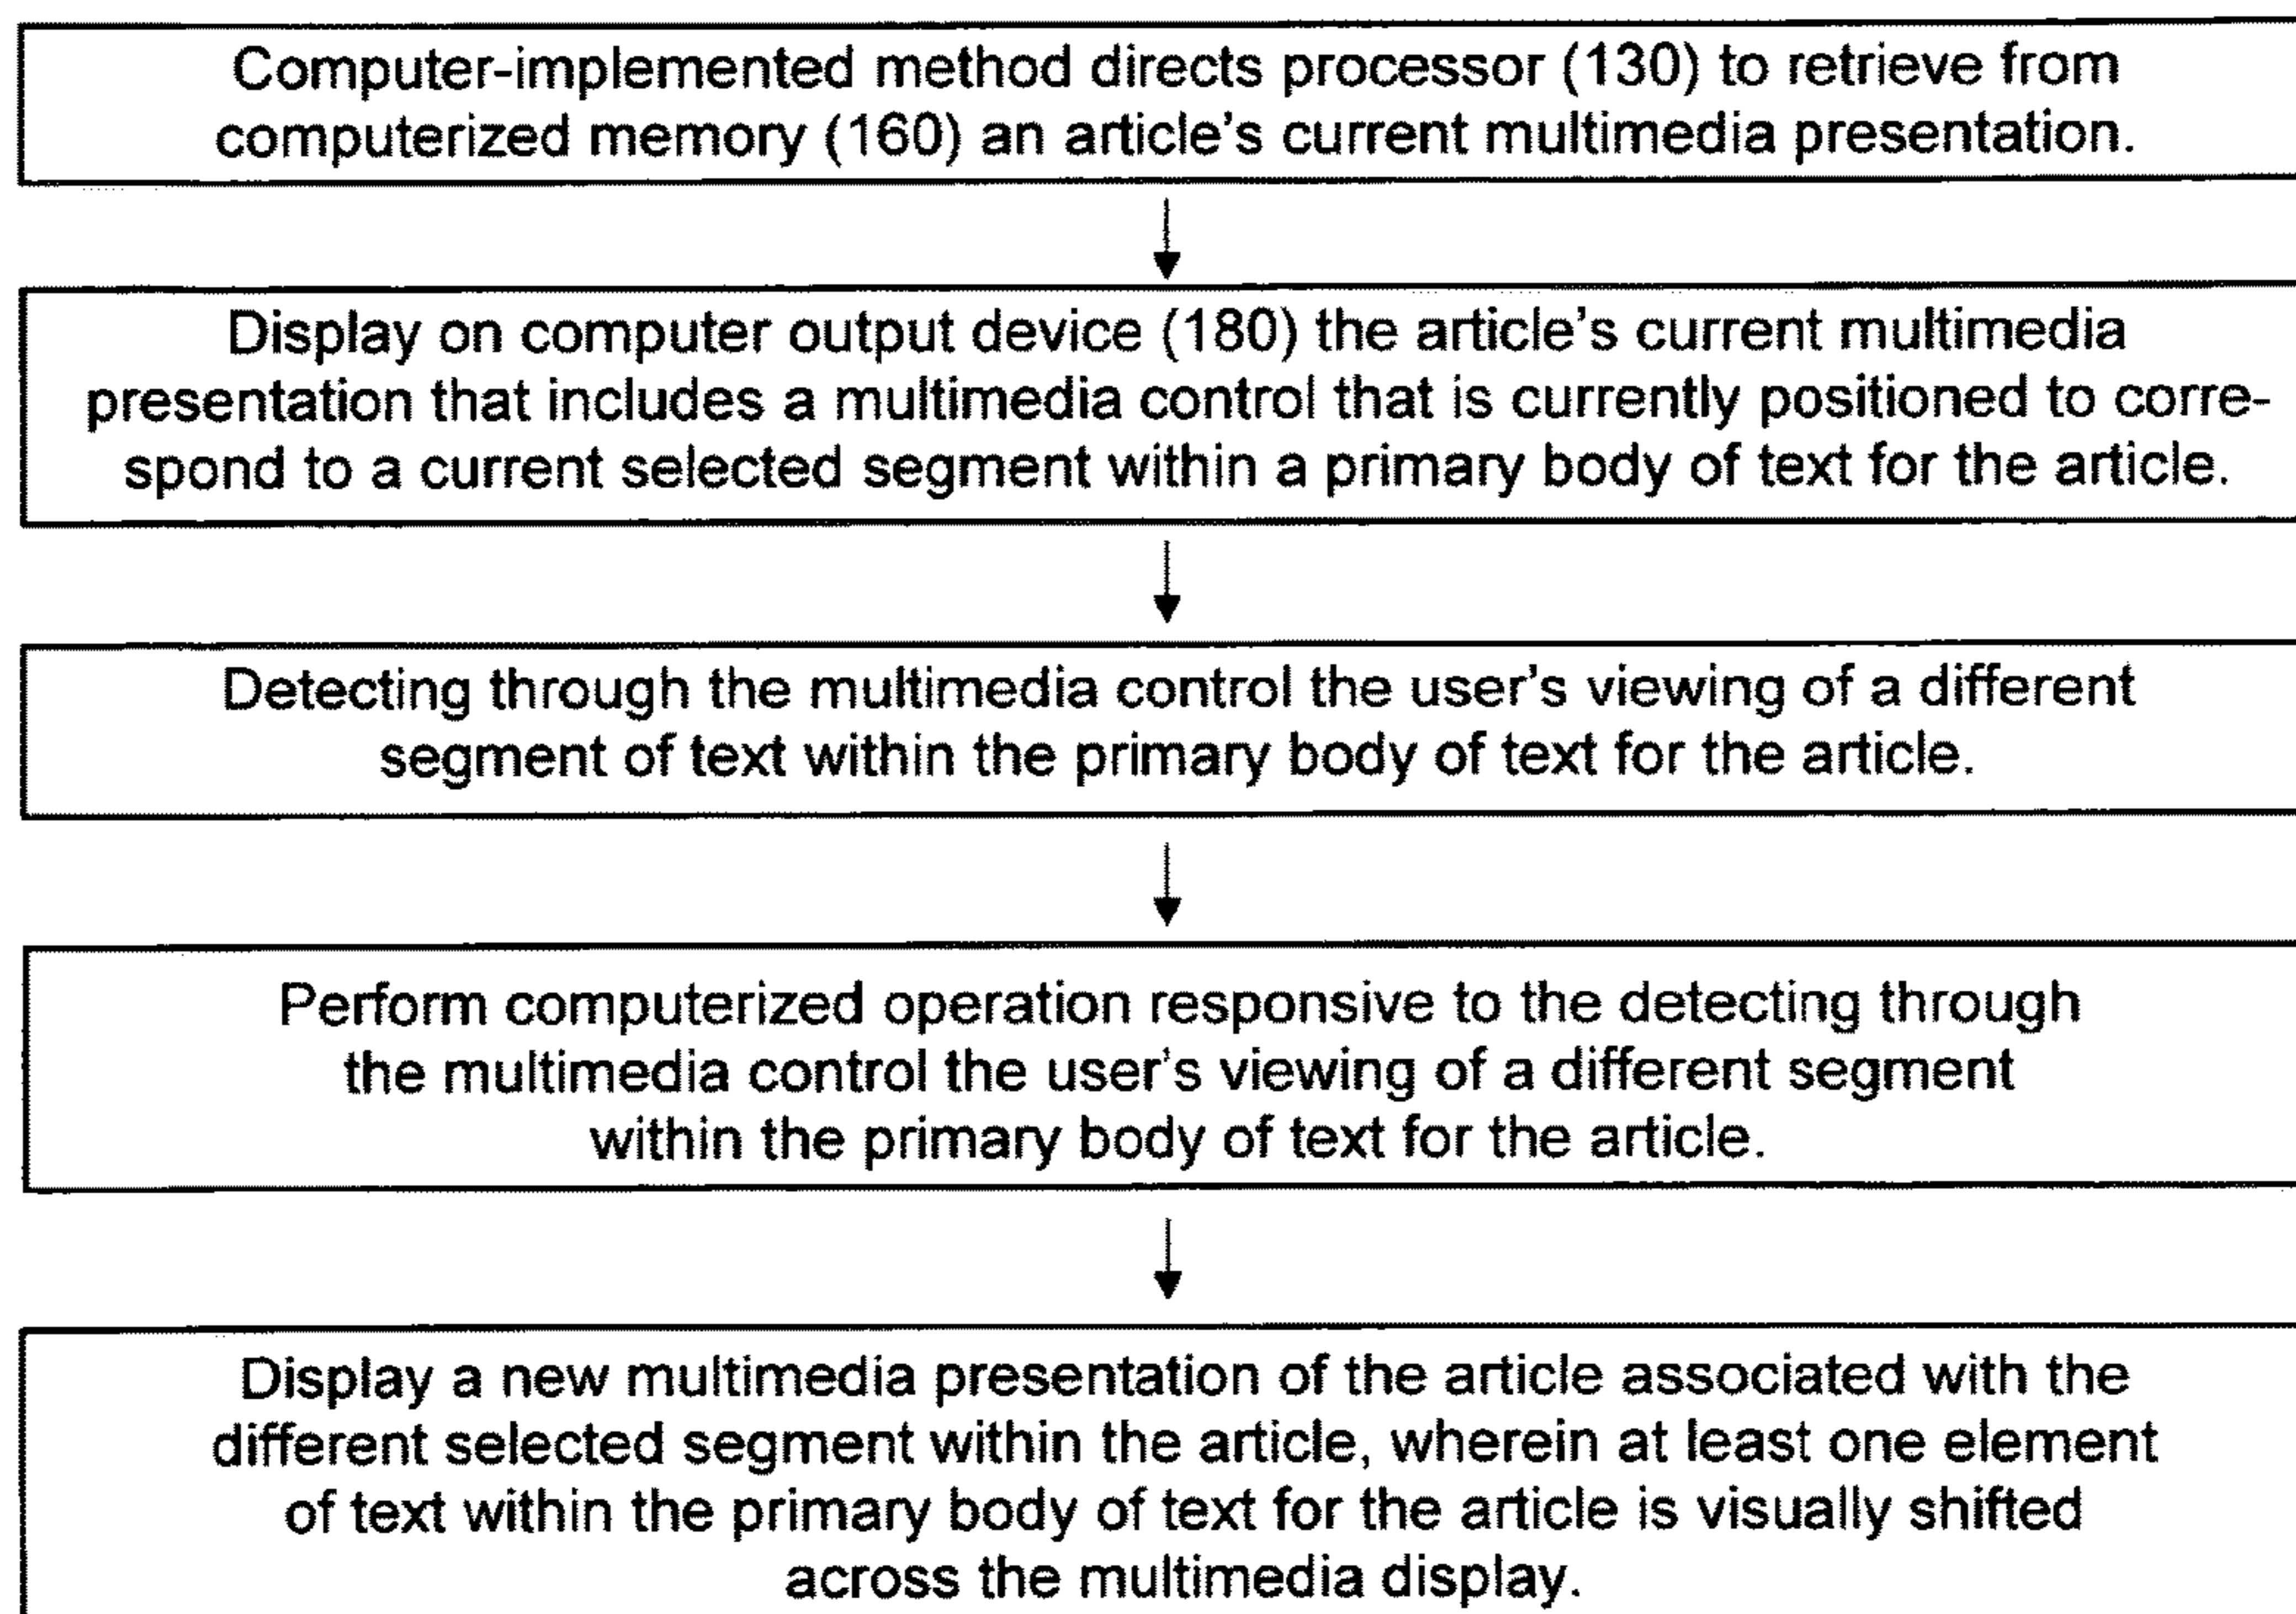 Computer-implemented method directs processor (130) to retrieve from
computerized memory (160) an article's current multimedia presentation.
Display on computer output device (180) the article's current multimedia
presentation that includes a multimedia control that is currently positioned to corre-
spond to a current selected segment within a primary body of text for the article.
Detecting through the multimedia control the user's viewing of a different
segment of text within the primary body of text for the article.
Perform computerized operation responsive to the detecting through
the multimedia control the user's viewing of a different segment
within the primary body of text for the article.
Display a new multimedia presentation of the article associated with the
different selected segment within the article, wherein at least one element
of text within the primary body of text for the article is visually shifted
across the multimedia display.